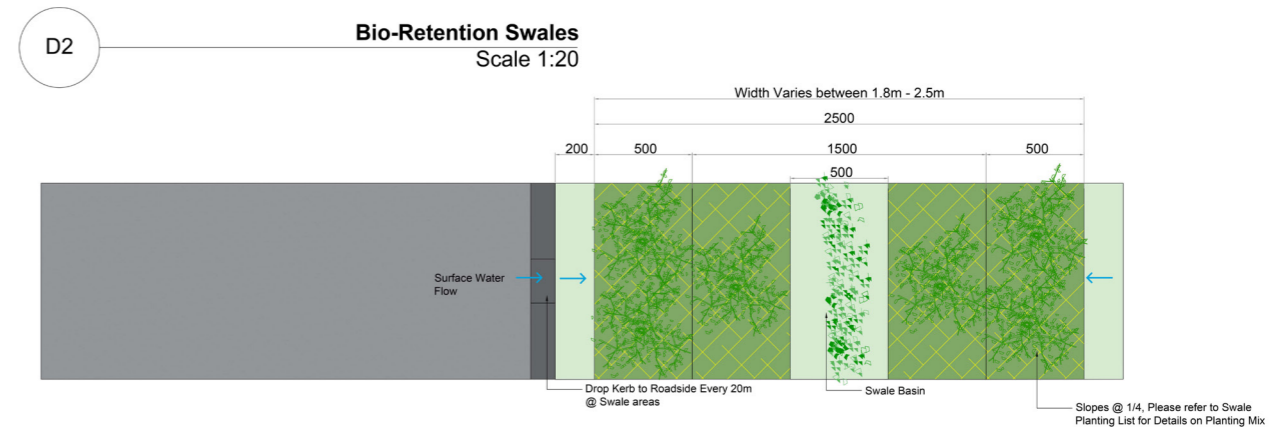 D2
Bio-Retention Swales
Scale 1:20
Width Varies between 1.8m - 2.5m
2500
200
500
1500
500
500
Surface Water
Flow
Drop Kerb to Roadside Every 20m
@ Swale areas
Swale Basin
Slopes @ 1/4, Please refer to Swale
Planting List for Details on Planting Mix